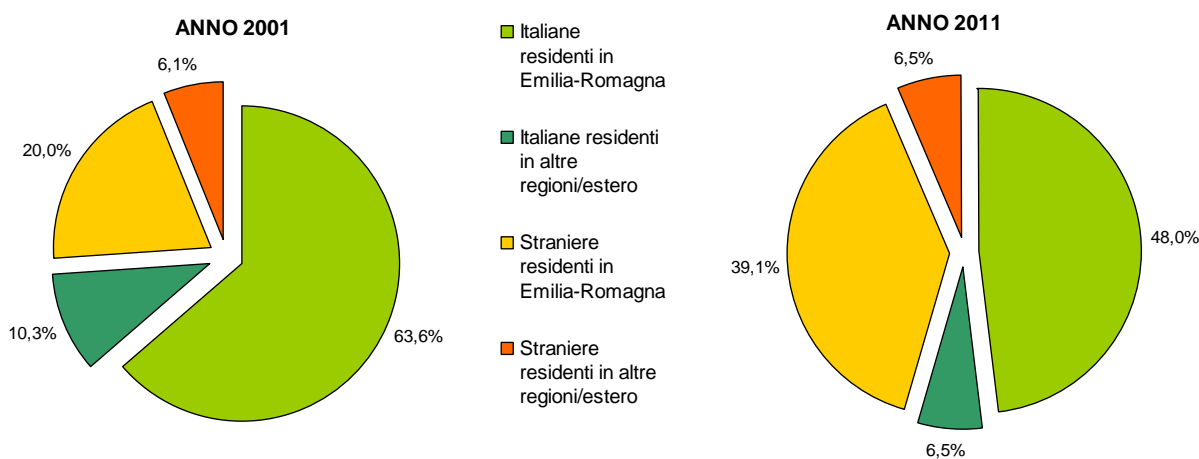 ANNO 2001
6,1%
20,0%
10,3%
63,6%
Italiane
residenti in
Emilia-Romagna
Italiane residenti
in altre
regioni/estero
Straniere
residenti in
Emilia-Romagna
Straniere
residenti in altre
regioni/estero
ANNO 2011
6,5%
48,0%
39,1%
6,5%